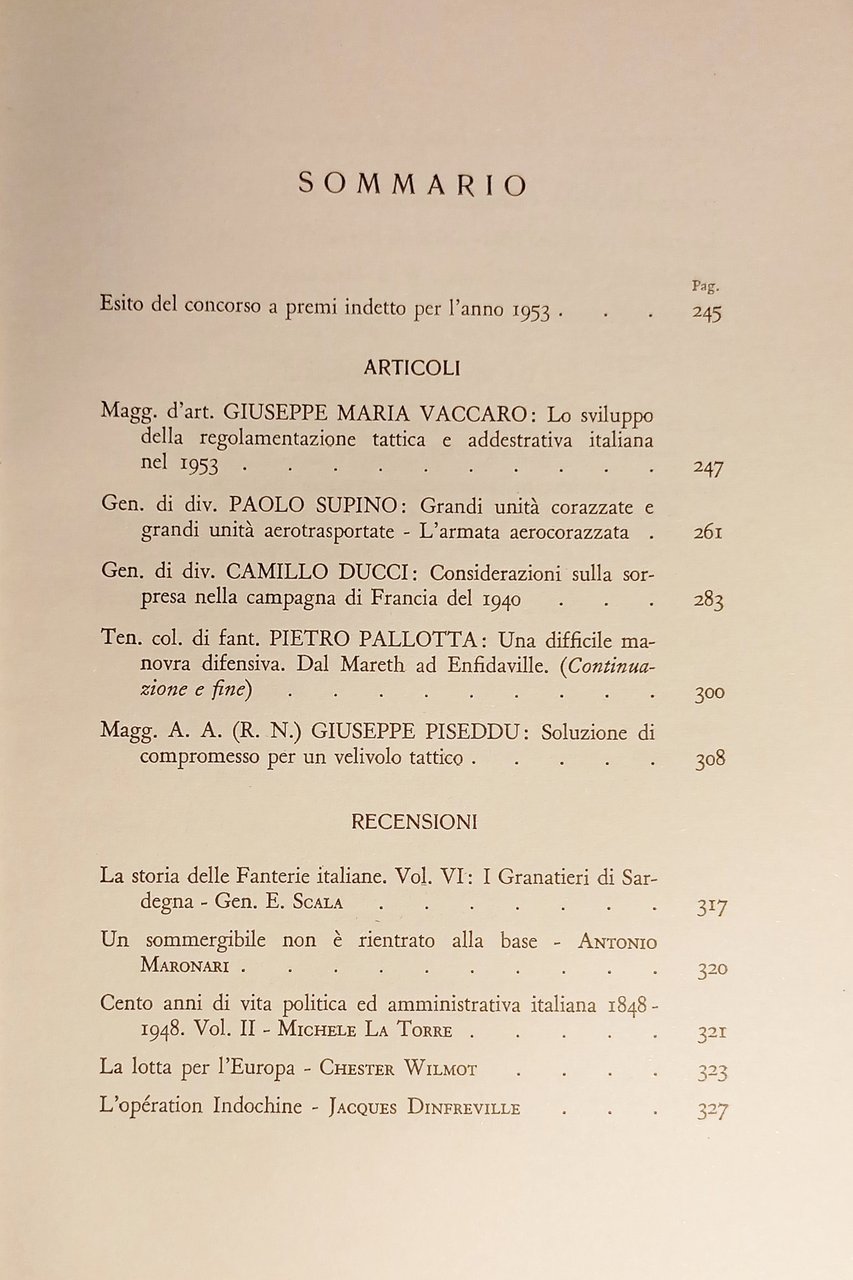 SOMMARIO
Pag.
Esito del concorso a premi indetto per l'anno 1953 . . . 245
ARTICOLI
Magg. d'art. GIUSEPPE MARIA VACCARO: Lo sviluppo
della regolamentazione tattica e addestrativa italiana
nel 1953 . . . . . . . . . . 247
Gen. di div. PAOLO SUPINO: Grandi unità corazzate e
grandi unità aerotrasportate - L'armata aerocorazzata . 261
Gen. di div. CAMILLO DUCCI: Considerazioni sulla sor-
presa nella campagna di Francia del 1940 . . . 283
Ten. col. di fant. PIETRO PALLOTTA: Una difficile ma-
novra difensiva. Dal Mareth ad Enfidaville. (Continua-
zione e fine) . . . . . . . . . 300
Magg. A. A. (R. N.) GIUSEPPE PISEDDU: Soluzione di
compromesso per un velivolo tattico . . . . . 308
RECENSIONI
La storia delle Fanterie italiane. Vol. VI: I Granatieri di Sar-
degna - Gen. E. SCALA . . . . . . . 317
Un sommergibile non è rientrato alla base - ANTONIO
MARONARI . . . . . . . . . . 320
Cento anni di vita politica ed amministrativa italiana 1848-
1948. Vol. II - MICHELE LA TORRE . . . . . 321
La lotta per l'Europa - CHESTER WILMOT . . . . 323
L'opération Indochine - JACQUES DINFREVILLE . . . 327